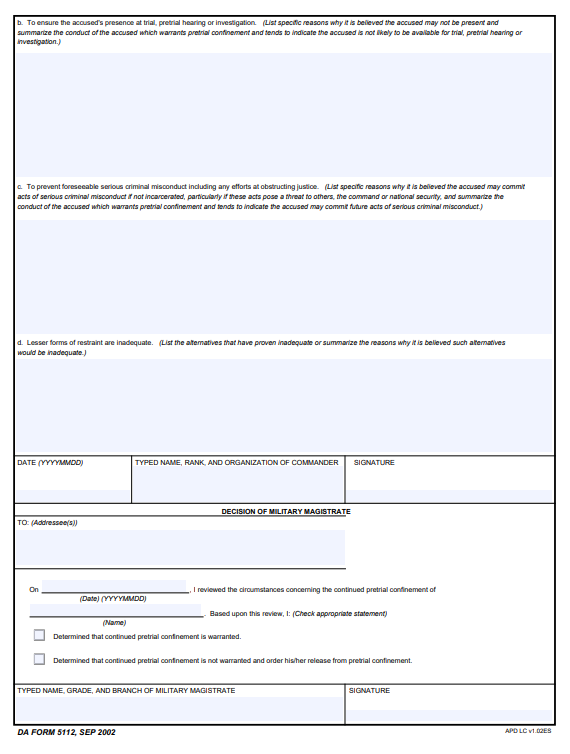 b. To ensure the accused's presence at trial, pretrial hearing or investigation. (List specific reasons why it is believed the accused may not be present and
summarize the conduct of the accused which warrants pretrial confinement and tends to indicate the accused is not likely to be available for trial, pretrial hearing or
investigation.)
c. To prevent foreseeable serious criminal misconduct including any efforts at obstructing justice. (List specific reasons why it is believed the accused may commit
acts of serious criminal misconduct if not incarcerated, particularly if these acts pose a threat to others, the command or national security, and summarize the
conduct of the accused which warrants pretrial confinement and tends to indicate the accused may commit future acts of serious criminal misconduct.)
d. Lesser forms of restraint are inadequate. (List the alternatives that have proven inadequate or summarize the reasons why it is believed such alternatives
would be inadequate.)
DATE (YYYYMMDD) TYPED NAME, RANK, AND ORGANIZATION OF COMMANDER SIGNATURE
DECISION OF MILITARY MAGISTRATE
TO: (Addressee(s))
On , I reviewed the circumstances concerning the continued pretrial confinement of
(Date) (YYYYMMDD)
. Based upon this review, I: (Check appropriate statement)
(Name)
Determined that continued pretrial confinement is warranted.
Determined that continued pretrial confinement is not warranted and order his/her release from pretrial confinement.
TYPED NAME, GRADE, AND BRANCH OF MILITARY MAGISTRATE SIGNATURE
DA FORM 5112, SEP 2002 APD LC v1.02ES